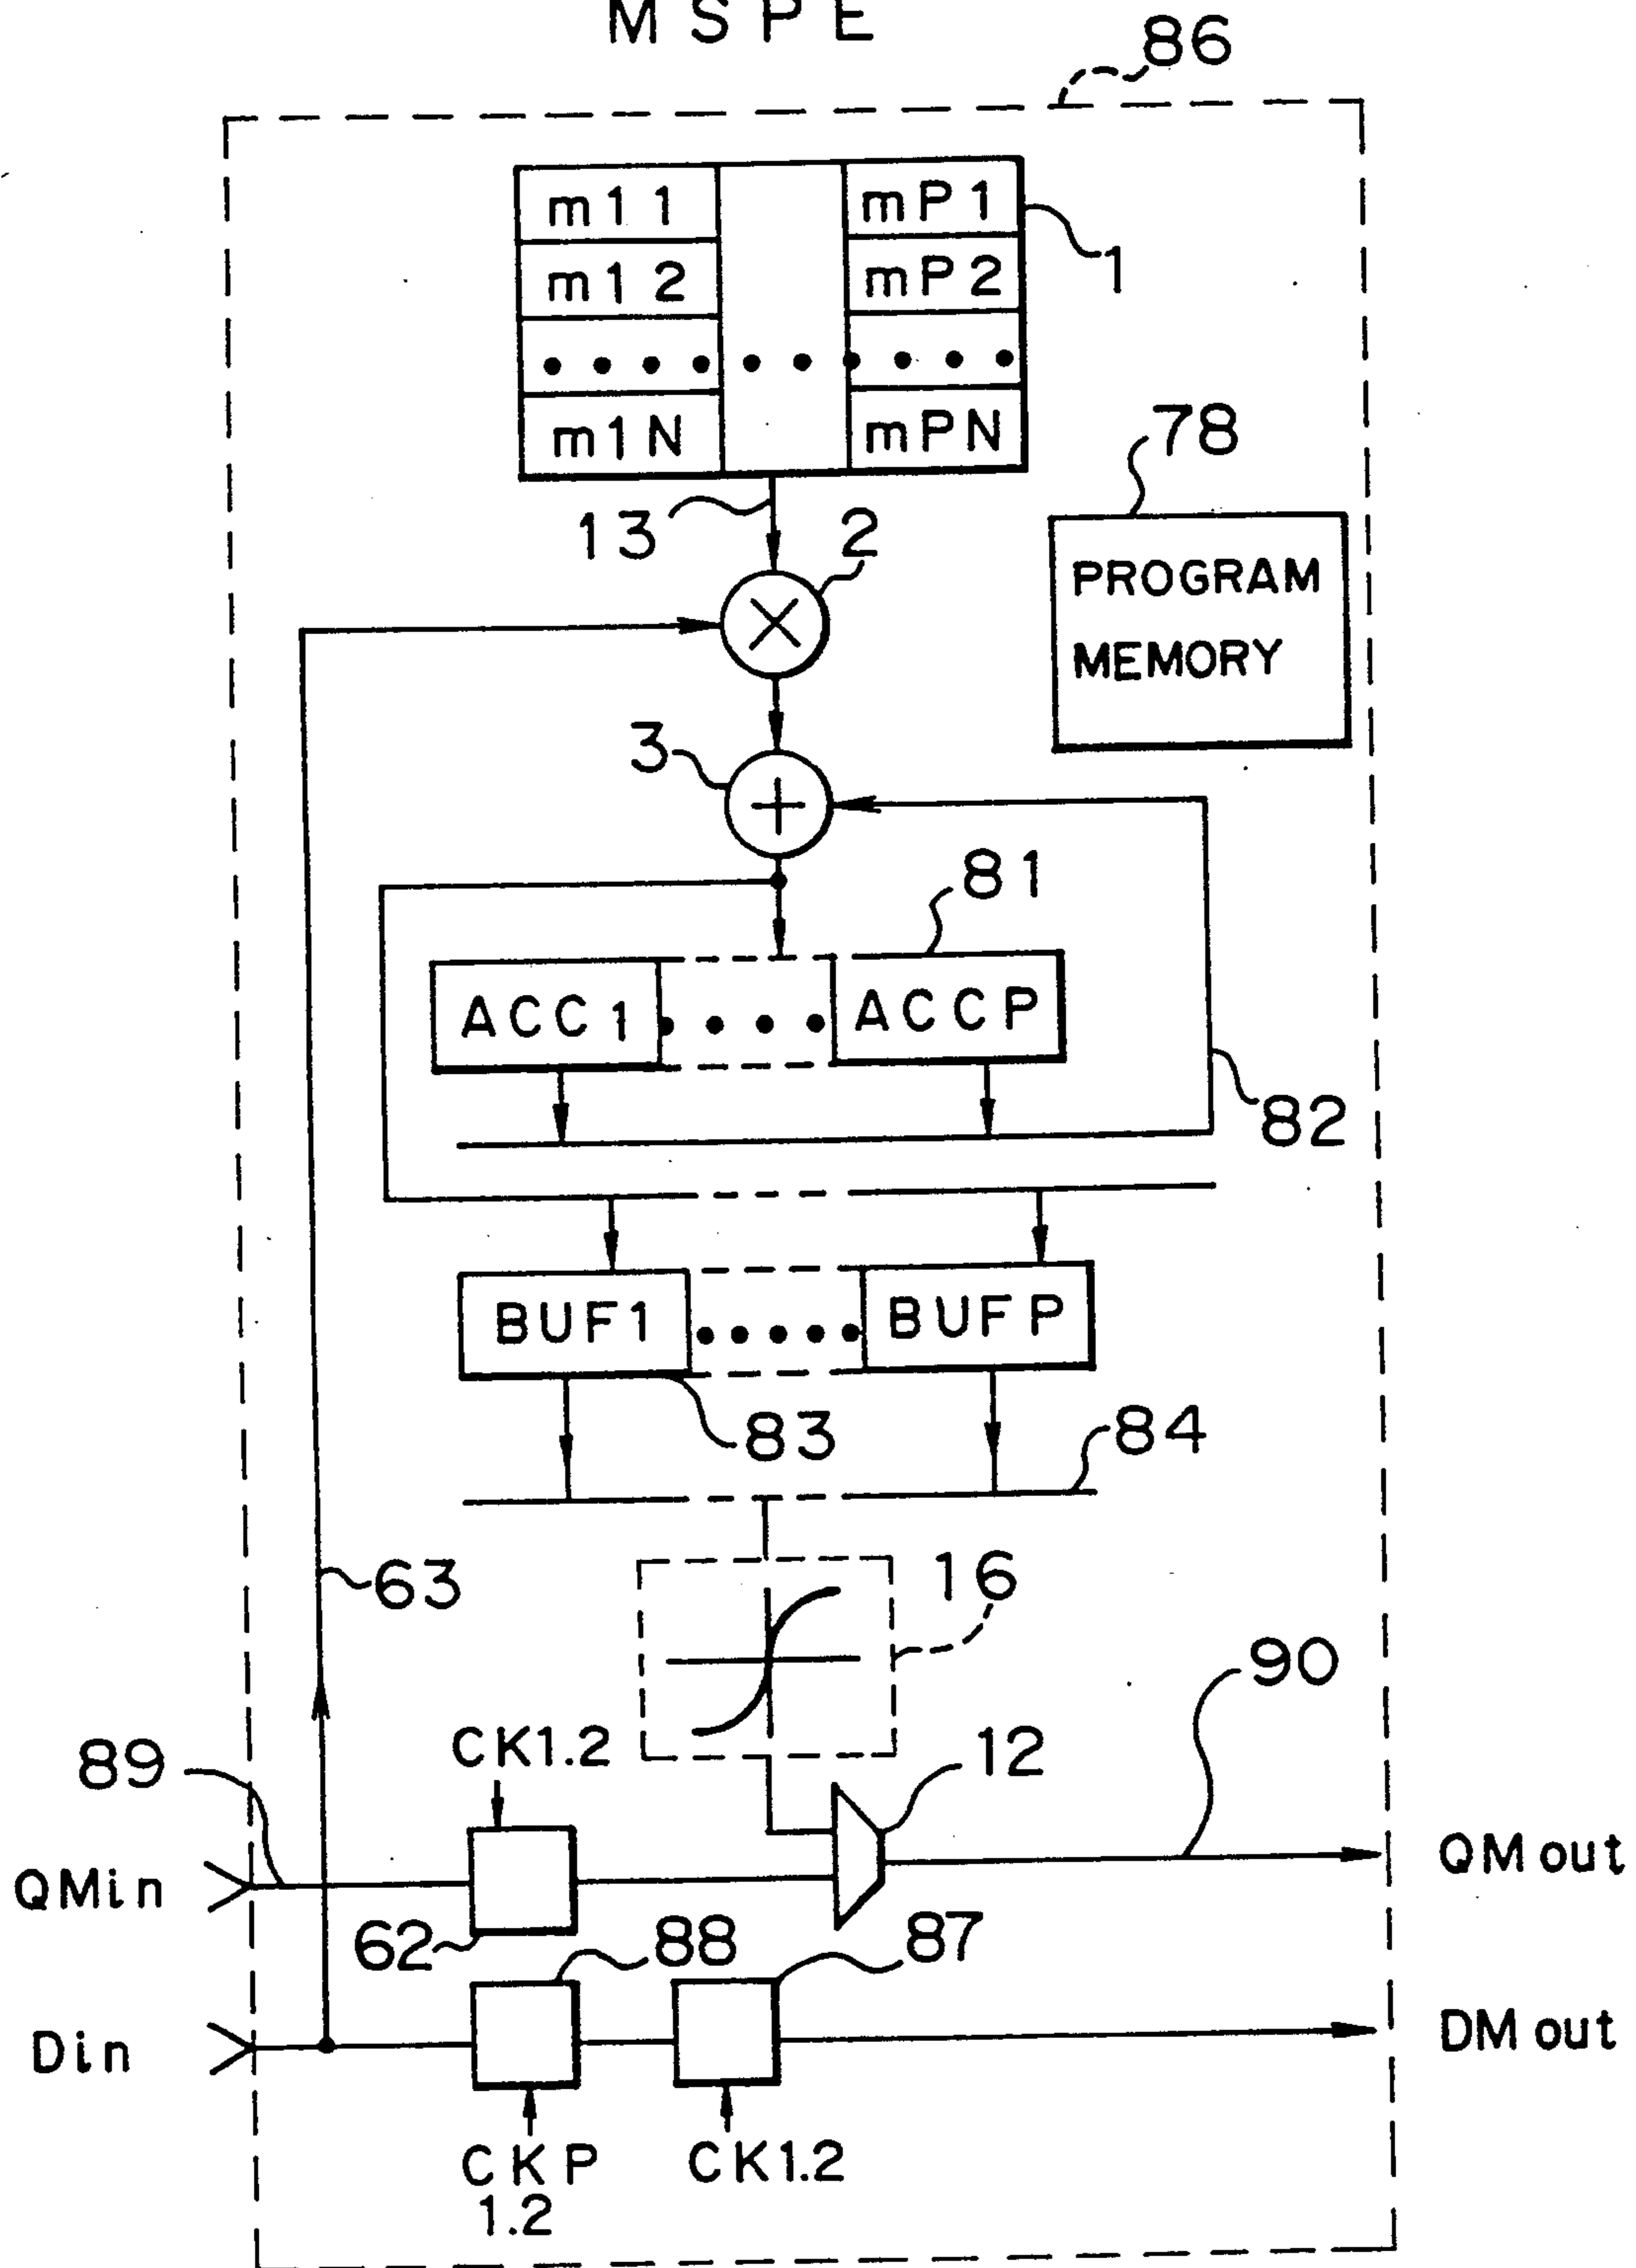 MSPE
86
m11
mP1
1
m12
mP2
m1N
mPN
78
13
2
PROGRAM
MEMORY
3
81
ACC1
ACCP
82
BUF1
BUFP
83
84
63
16
90
CK1.2
12
89
QMin
QMout
62
88
87
Din
DMout
CKP
1.2
CK1.2